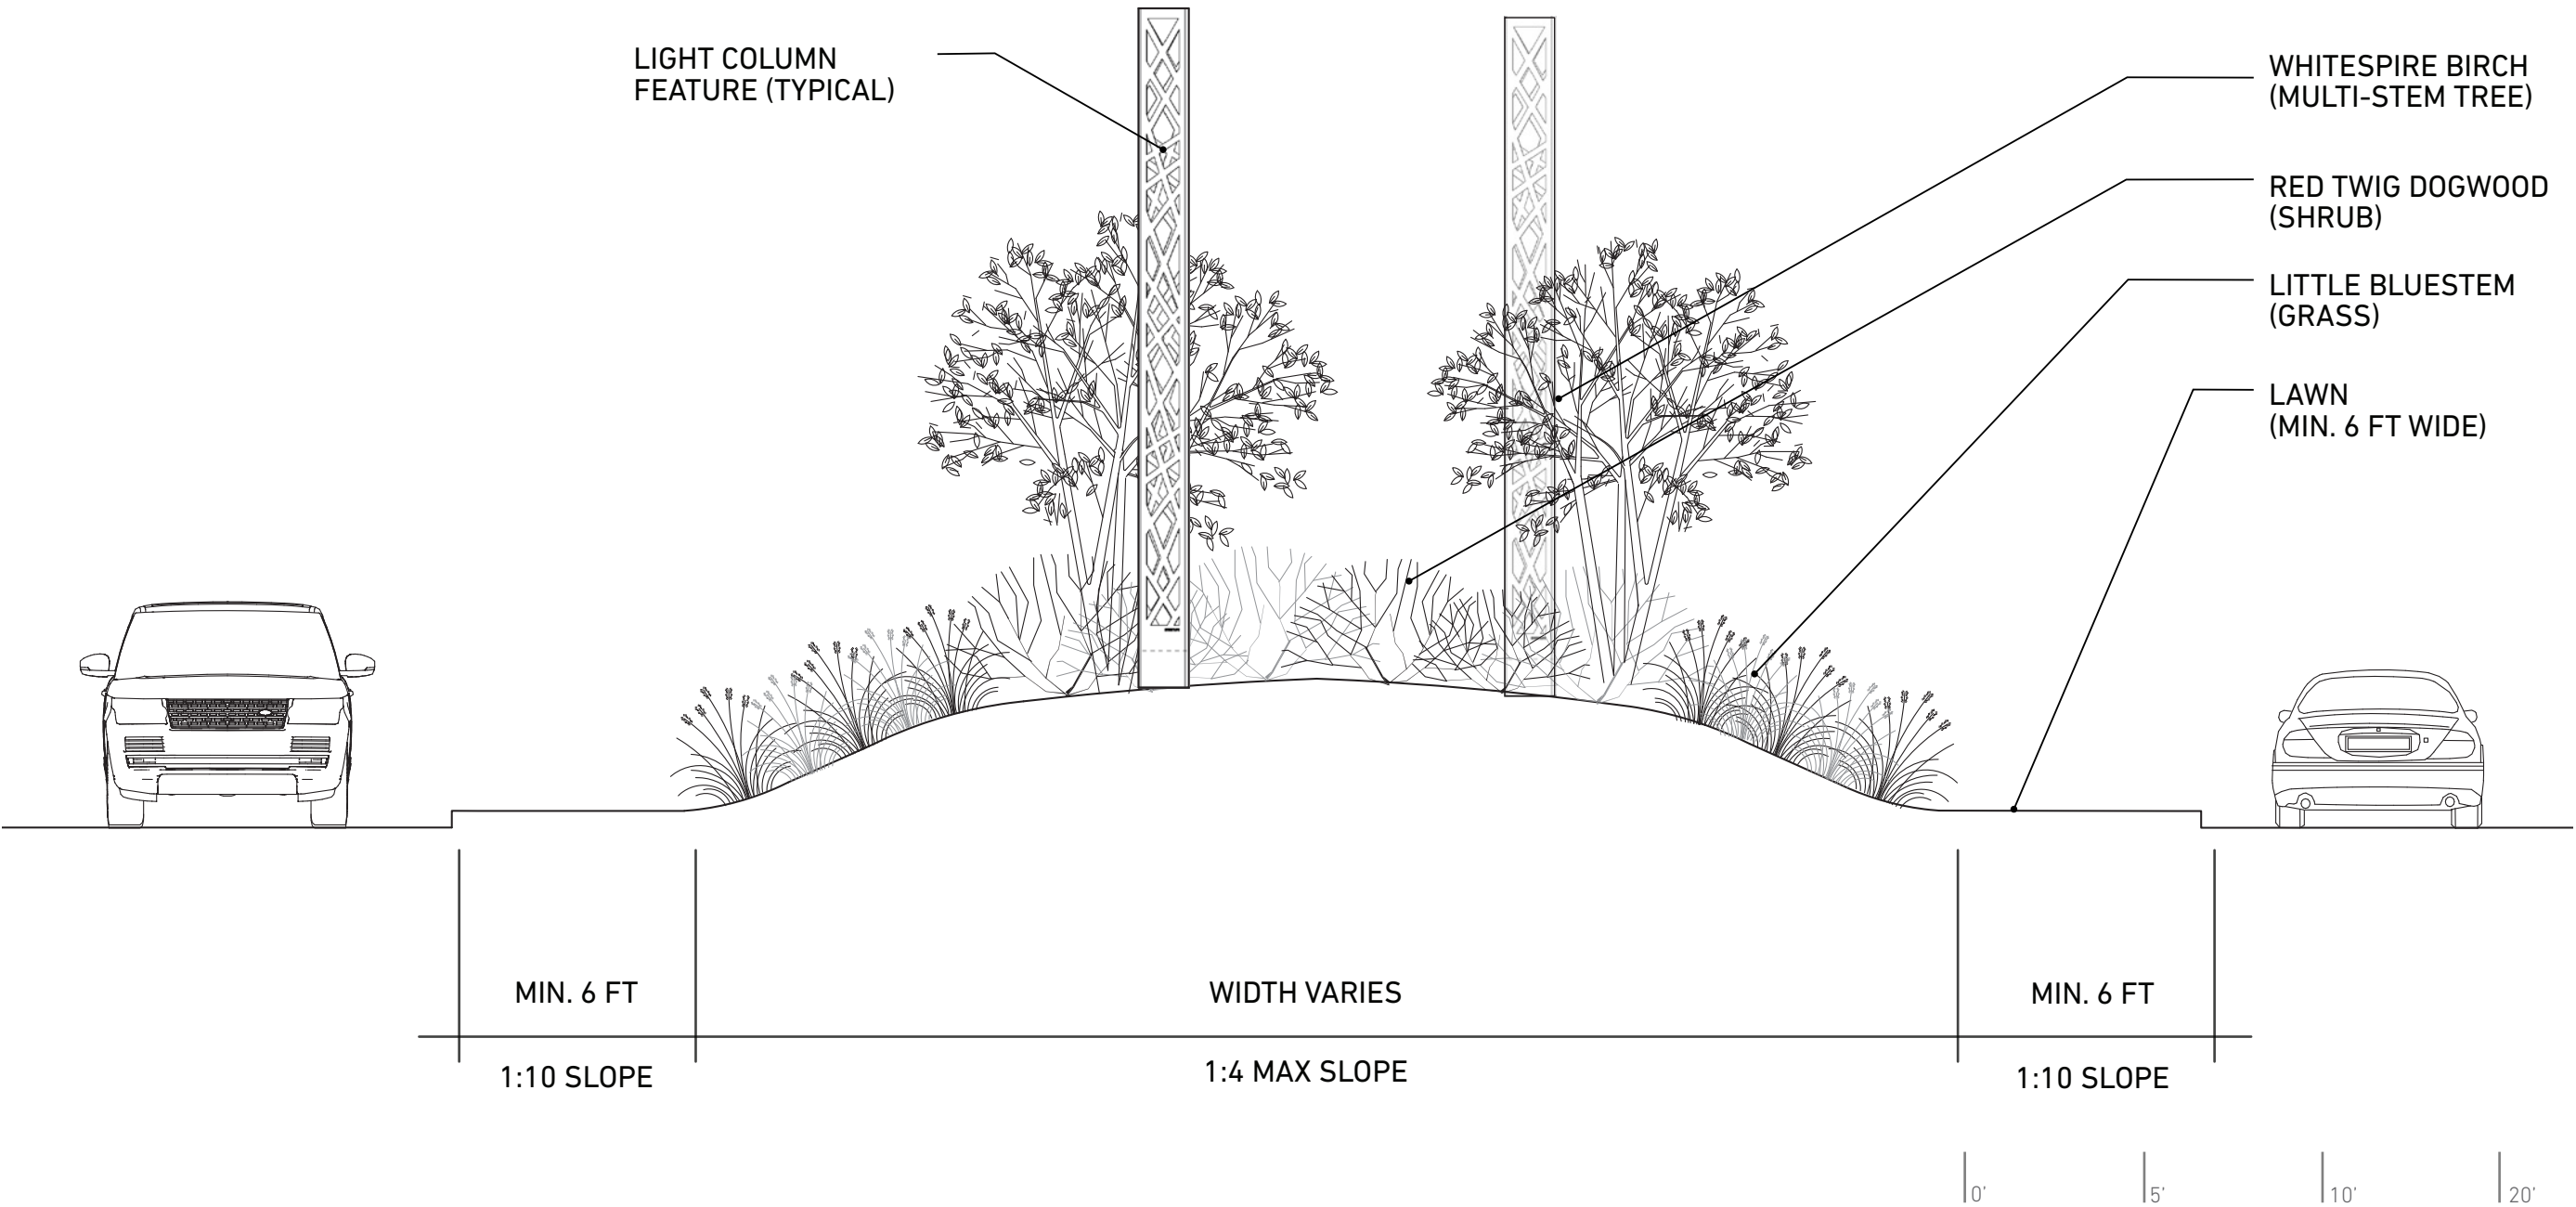 LIGHT COLUMN
FEATURE (TYPICAL)
WHITESPIRE BIRCH
(MULTI-STEM TREE)
RED TWIG DOGWOOD
(SHRUB)
LITTLE BLUESTEM
(GRASS)
LAWN
(MIN. 6 FT WIDE)
MIN. 6 FT
WIDTH VARIES
MIN. 6 FT
1:10 SLOPE
1:4 MAX SLOPE
1:10 SLOPE
0'
5'
10'
20'